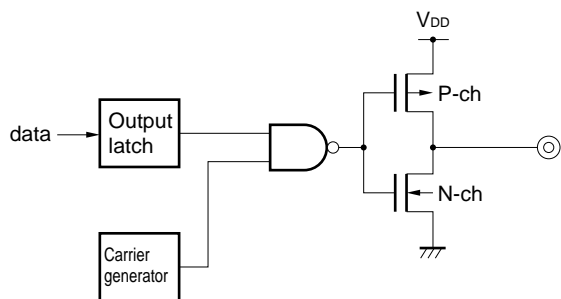 VDD
P-ch
data
Output
latch
N-ch
Carrier
generator